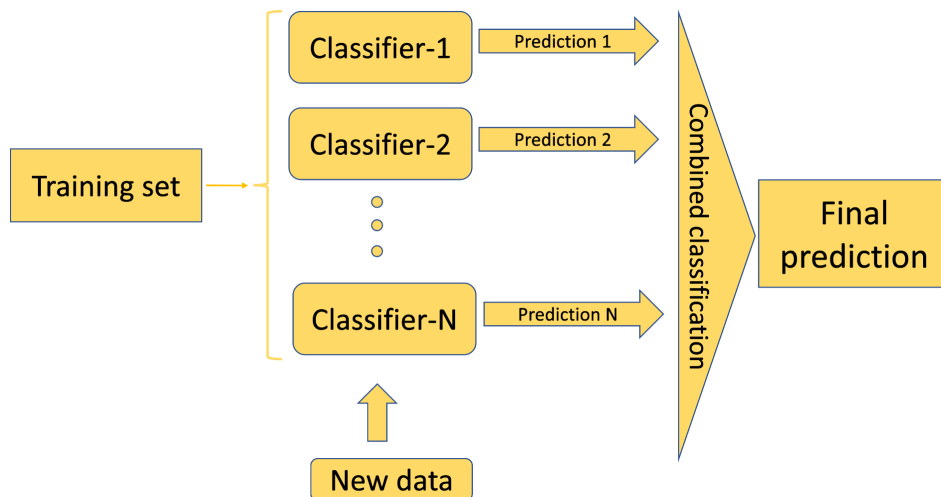 Classifier-1
Prediction 1
Classifier-2
Prediction 2
Training set
Combined classification
Final
prediction
Classifier-N
Prediction N
New data